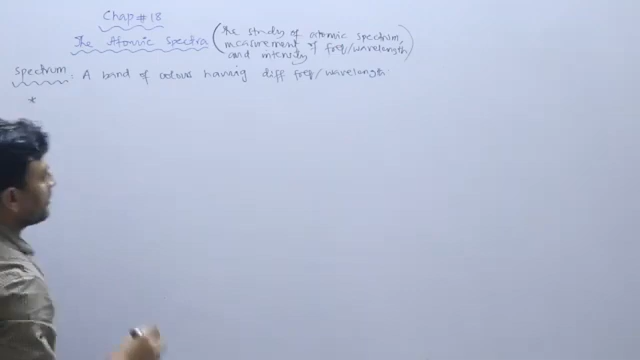 Chap # 18
The Atomic Spectra (The study of atomic spectrum,
measurement of freq/wavelength
and intensity)
Spectrum: A band of colours having diff freq/wavelength
*